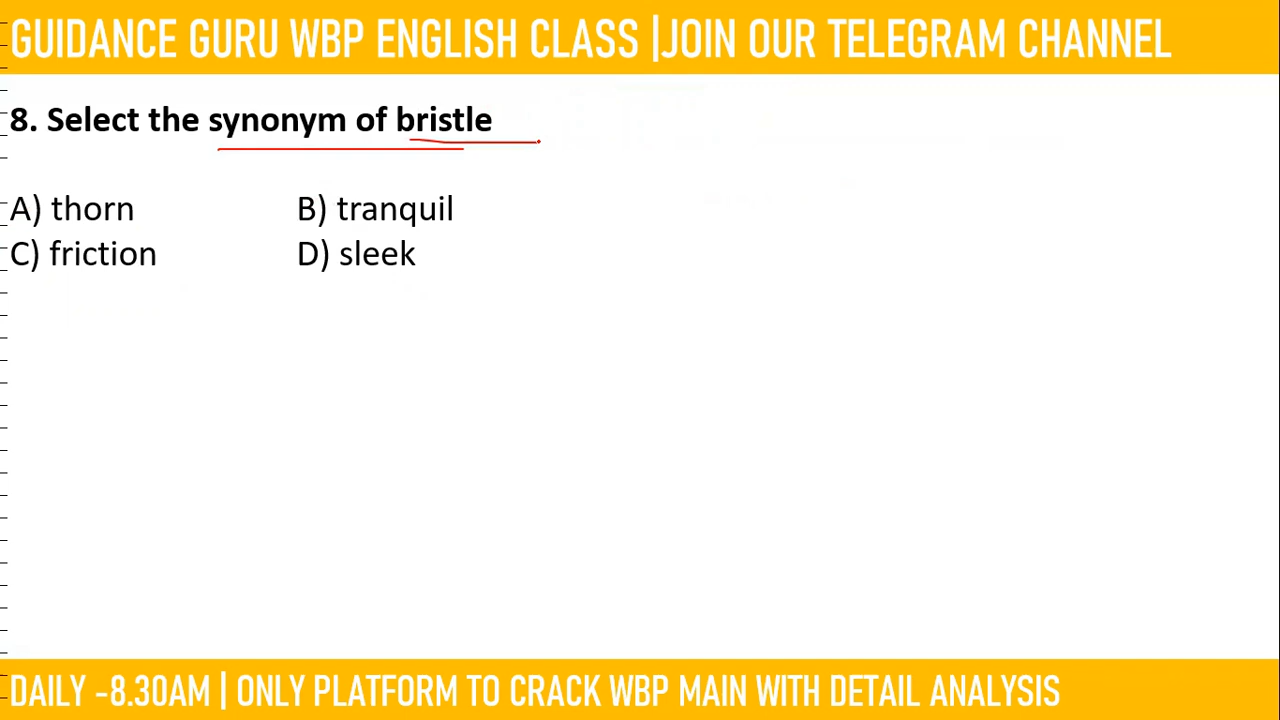 GUIDANCE GURU WBP ENGLISH CLASS |JOIN OUR TELEGRAM CHANNEL
8. Select the synonym of bristle
A) thorn B) tranquil
C) friction D) sleek
DAILY -8.30AM | ONLY PLATFORM TO CRACK WBP MAIN WITH DETAIL ANALYSIS